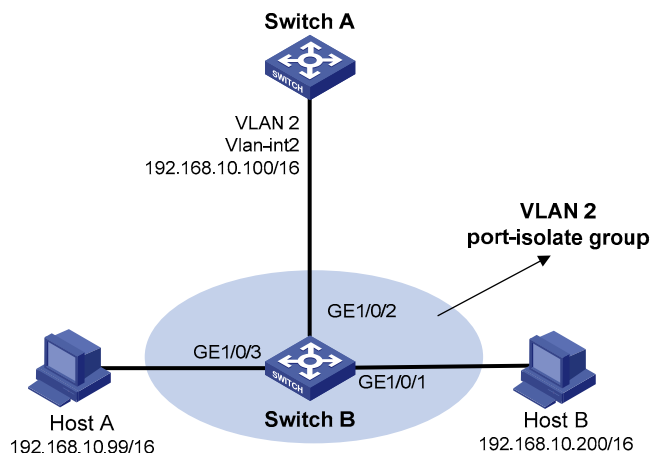 Switch A
SWITCH
VLAN 2
Vlan-int2
192.168.10.100/16
VLAN 2
port-isolate group
GE1/0/2
GE1/0/3
GE1/0/1
SWITCH
Switch B
Host A
192.168.10.99/16
Host B
192.168.10.200/16